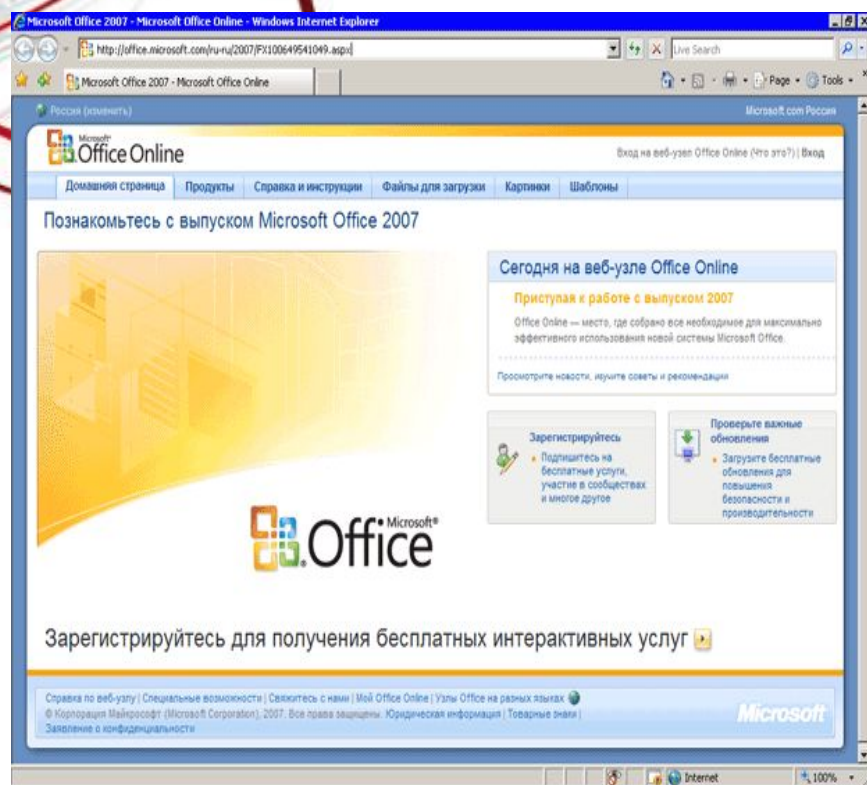 Microsoft Office 2007 - Microsoft Office Online - Windows Internet Explorer
http://office.microsoft.com/ru-ru/2007/FX100649541049.aspx
Live Search
Microsoft Office 2007 - Microsoft Office Online
Page
Tools
Россия (изменить)
Microsoft.com Россия
Microsoft®
Office Online
Вход на веб-узел Office Online (Что это?) | Вход
Домашняя страница Продукты Справка и инструкции Файлы для загрузки Картинки Шаблоны
Познакомьтесь с выпуском Microsoft Office 2007
Сегодня на веб-узле Office Online
Приступая к работе с выпуском 2007
Office Online — место, где собрано все необходимое для максимально
эффективного использования новой системы Microsoft Office.
Просмотрите новости, изучите советы и рекомендации
Зарегистрируйтесь
Подпишитесь на
бесплатные услуги,
участие в сообществах
и многое другое
Проверьте важные
обновления
Загрузите бесплатные
обновления для
повышения
безопасности и
производительности
Microsoft®
Office
Зарегистрируйтесь для получения бесплатных интерактивных услуг
Справка по веб-узлу | Специальные возможности | Свяжитесь с нами | Мой Office Online | Узлы Office на разных языках
© Корпорация Майкрософт (Microsoft Corporation), 2007. Все права защищены. Юридическая информация | Товарные знаки |
Заявление о конфиденциальности
Microsoft
Internet
100%